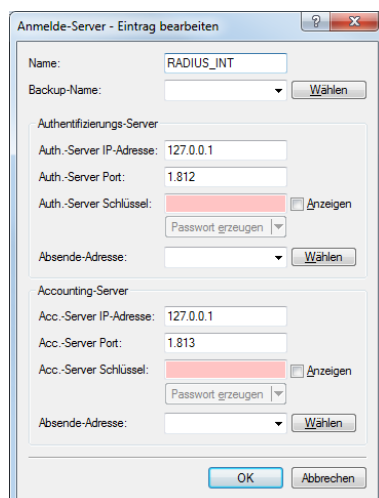 Anmelde-Server - Eintrag bearbeiten
Name: RADIUS_INT
Backup-Name: Wählen
Authentifizierungs-Server
Auth.-Server IP-Adresse: 127.0.0.1
Auth.-Server Port: 1.812
Auth.-Server Schlüssel: Anzeigen
Passwort erzeugen
Absende-Adresse: Wählen
Accounting-Server
Acc.-Server IP-Adresse: 127.0.0.1
Acc.-Server Port: 1.813
Acc.-Server Schlüssel: Anzeigen
Passwort erzeugen
Absende-Adresse: Wählen
OK Abbrechen